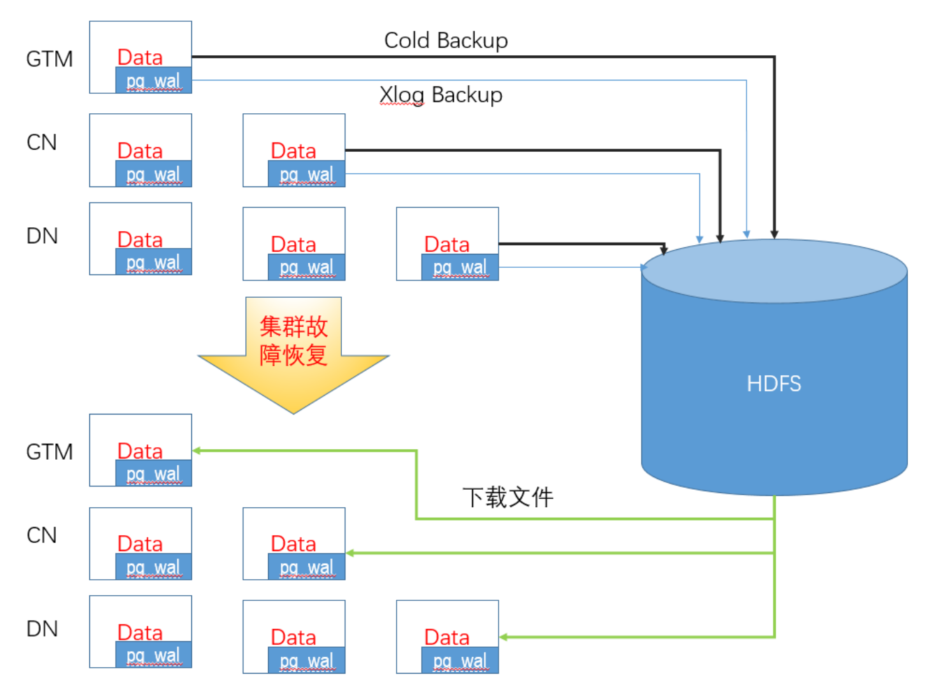 Cold Backup
GTM
Data
pg_wal
Xlog Backup
CN
Data
pg_wal
Data
pg_wal
DN
Data
pg_wal
Data
pg_wal
Data
pg_wal
集群故
障恢复
HDFS
GTM
Data
pg_wal
下载文件
CN
Data
pg_wal
Data
pg_wal
DN
Data
pg_wal
Data
pg_wal
Data
pg_wal